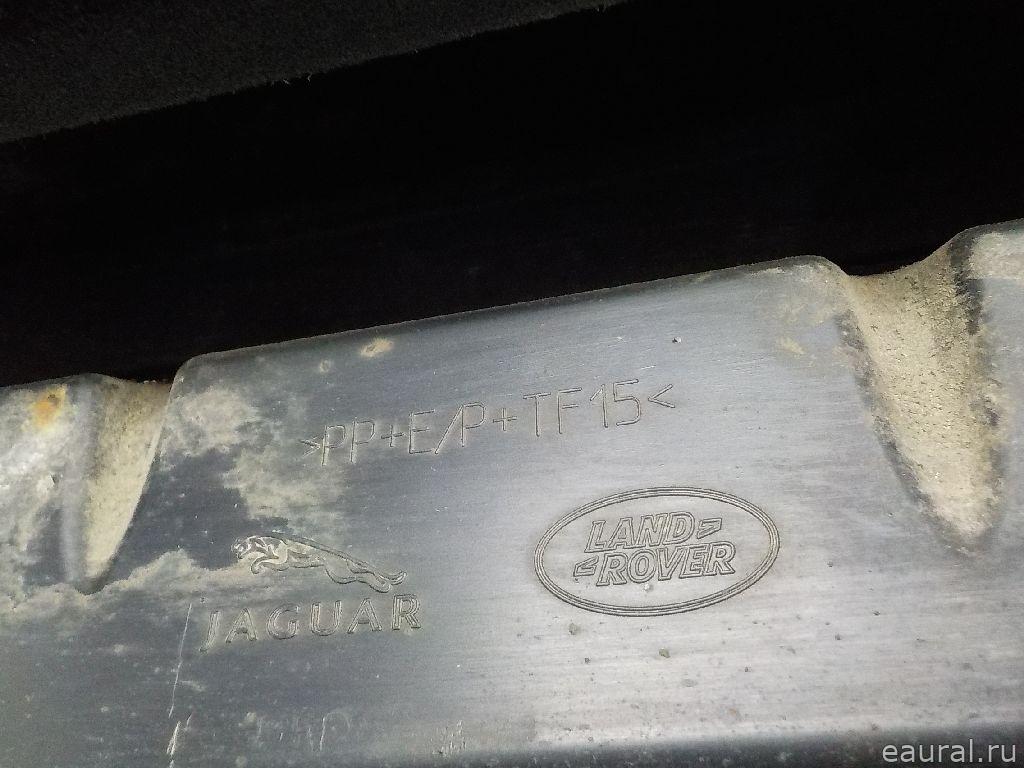 >PP+E/P+TF15<
JAGUAR
LAND
ROVER
eaural.ru